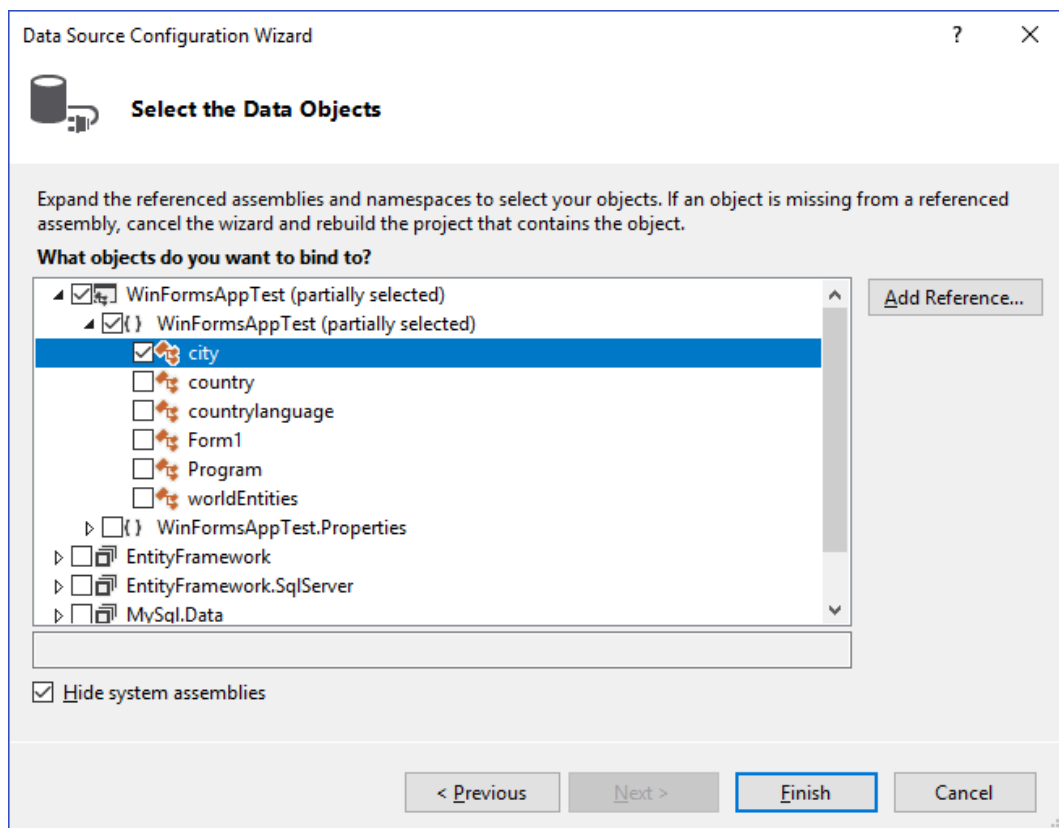 Data Source Configuration Wizard
?
Select the Data Objects
Expand the referenced assemblies and namespaces to select your objects. If an object is missing from a referenced
assembly, cancel the wizard and rebuild the project that contains the object.
What objects do you want to bind to?
WinFormsAppTest (partially selected)
Add Reference...
{ } WinFormsAppTest (partially selected)
city
country
countrylanguage
Form1
Program
worldEntities
{ } WinFormsAppTest.Properties
EntityFramework
EntityFramework.SqlServer
MySql.Data
Hide system assemblies
< Previous
Next >
Finish
Cancel